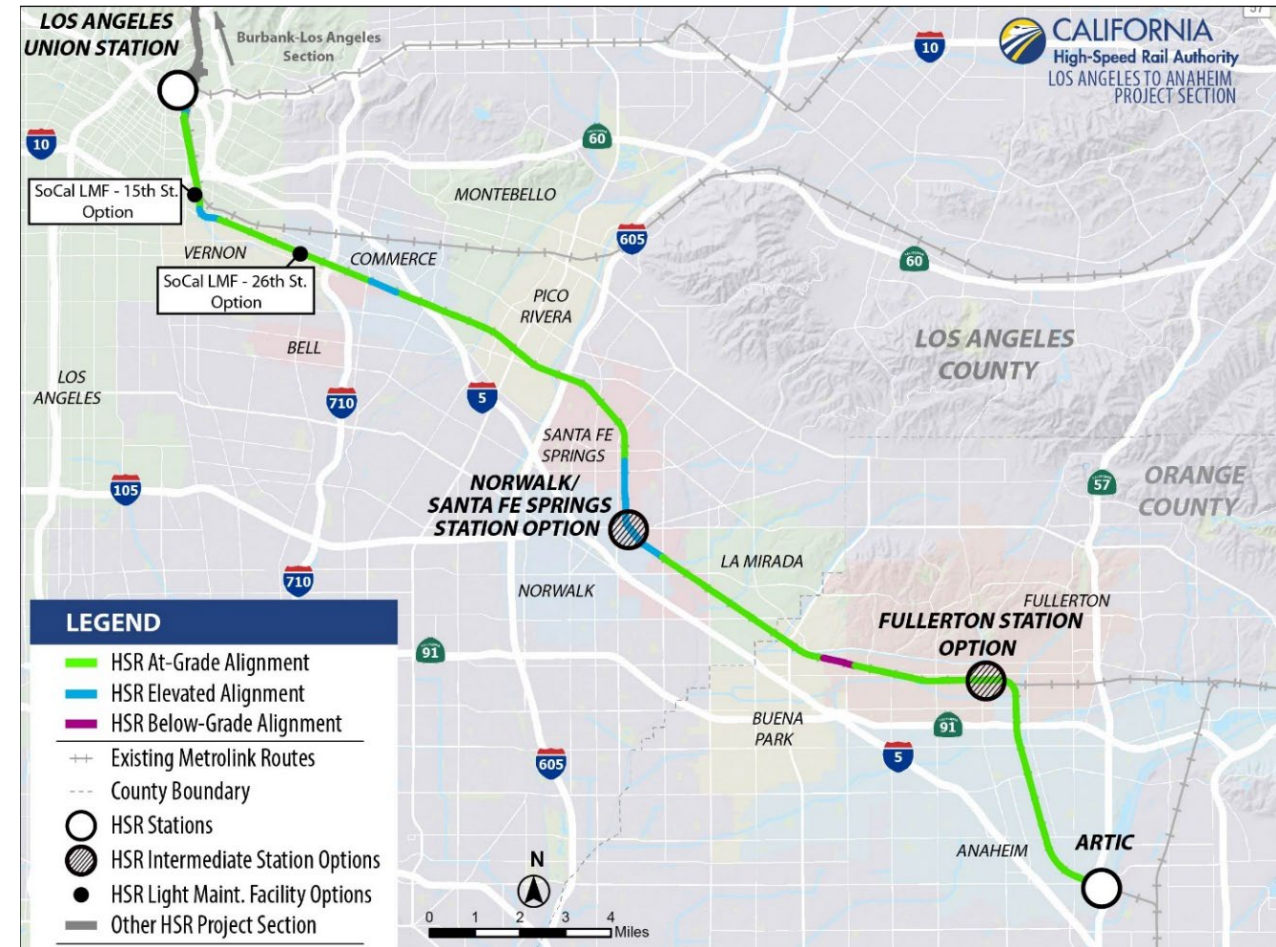 LOS ANGELES
UNION STATION
Burbank-Los Angeles
Section
10
57
CALIFORNIA
High-Speed Rail Authority
LOS ANGELES TO ANAHEIM
PROJECT SECTION
10
60
SoCal LMF - 15th St.
Option
MONTEBELLO
605
VERNON
COMMERCE
60
SoCal LMF - 26th St.
Option
PICO
RIVERA
BELL
LOS ANGELES
COUNTY
LOS
ANGELES
710
5
SANTA FE
SPRINGS
105
NORWALK/
SANTA FE SPRINGS
STATION OPTION
57
ORANGE
COUNTY
710
NORWALK
LA MIRADA
FULLERTON
FULLERTON STATION
OPTION
91
BUENA
PARK
91
605
5
ANAHEIM
ARTIC
LEGEND
HSR At-Grade Alignment
HSR Elevated Alignment
HSR Below-Grade Alignment
Existing Metrolink Routes
County Boundary
HSR Stations
HSR Intermediate Station Options
HSR Light Maint. Facility Options
Other HSR Project Section
N
0 1 2 3 4
Miles